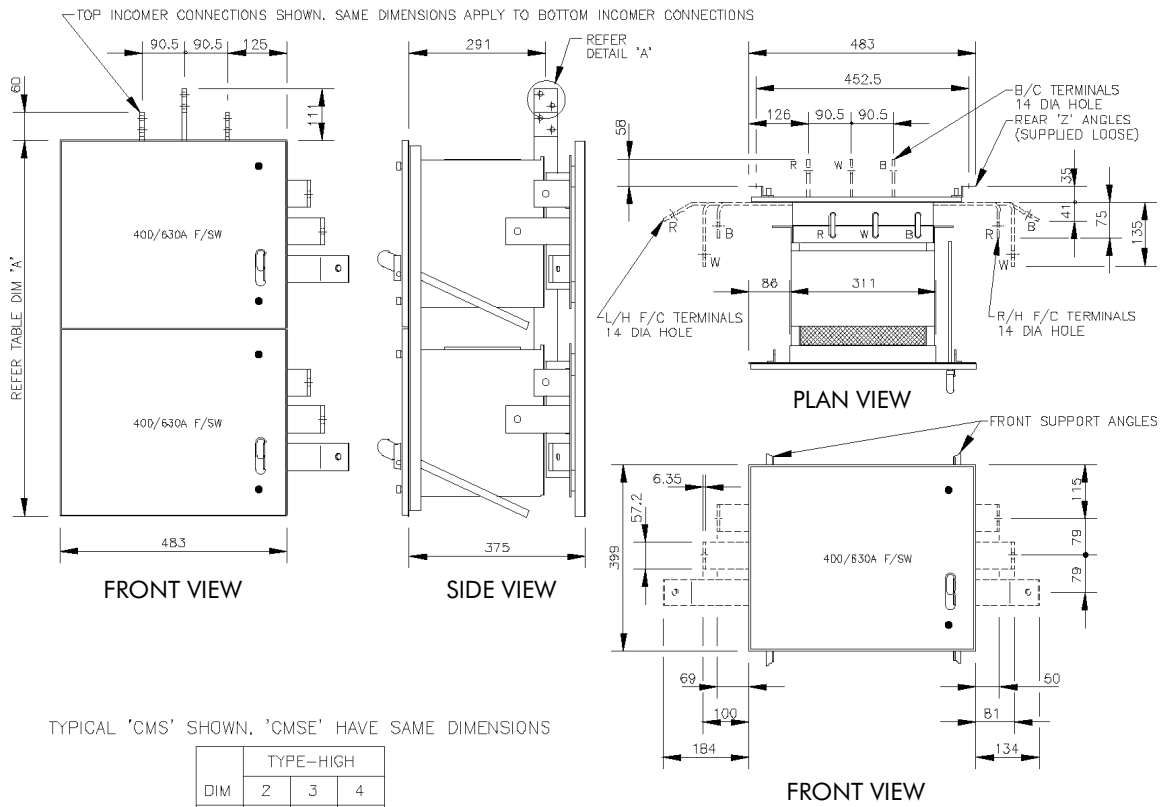 TOP INCOMER CONNECTIONS SHOWN. SAME DIMENSIONS APPLY TO BOTTOM INCOMER CONNECTIONS
90.5 90.5 125
60
111
REFER TABLE DIM 'A'
400/630A F/SW
400/630A F/SW
483
FRONT VIEW
291
REFER
DETAIL 'A'
375
SIDE VIEW
483
452.5
126 90.5 90.5
58
B/C TERMINALS
14 DIA HOLE
REAR 'Z' ANGLES
(SUPPLIED LOOSE)
R W B
35
41
75
135
R B R W B R B
W W
86 311
L/H F/C TERMINALS
14 DIA HOLE
R/H F/C TERMINALS
14 DIA HOLE
PLAN VIEW
FRONT SUPPORT ANGLES
6.35
57.2
399
115
79
79
400/630A F/SW
69 50
100 81
184 134
FRONT VIEW
TYPICAL 'CMS' SHOWN. 'CMSE' HAVE SAME DIMENSIONS
TYPE-HIGH
DIM 2 3 4